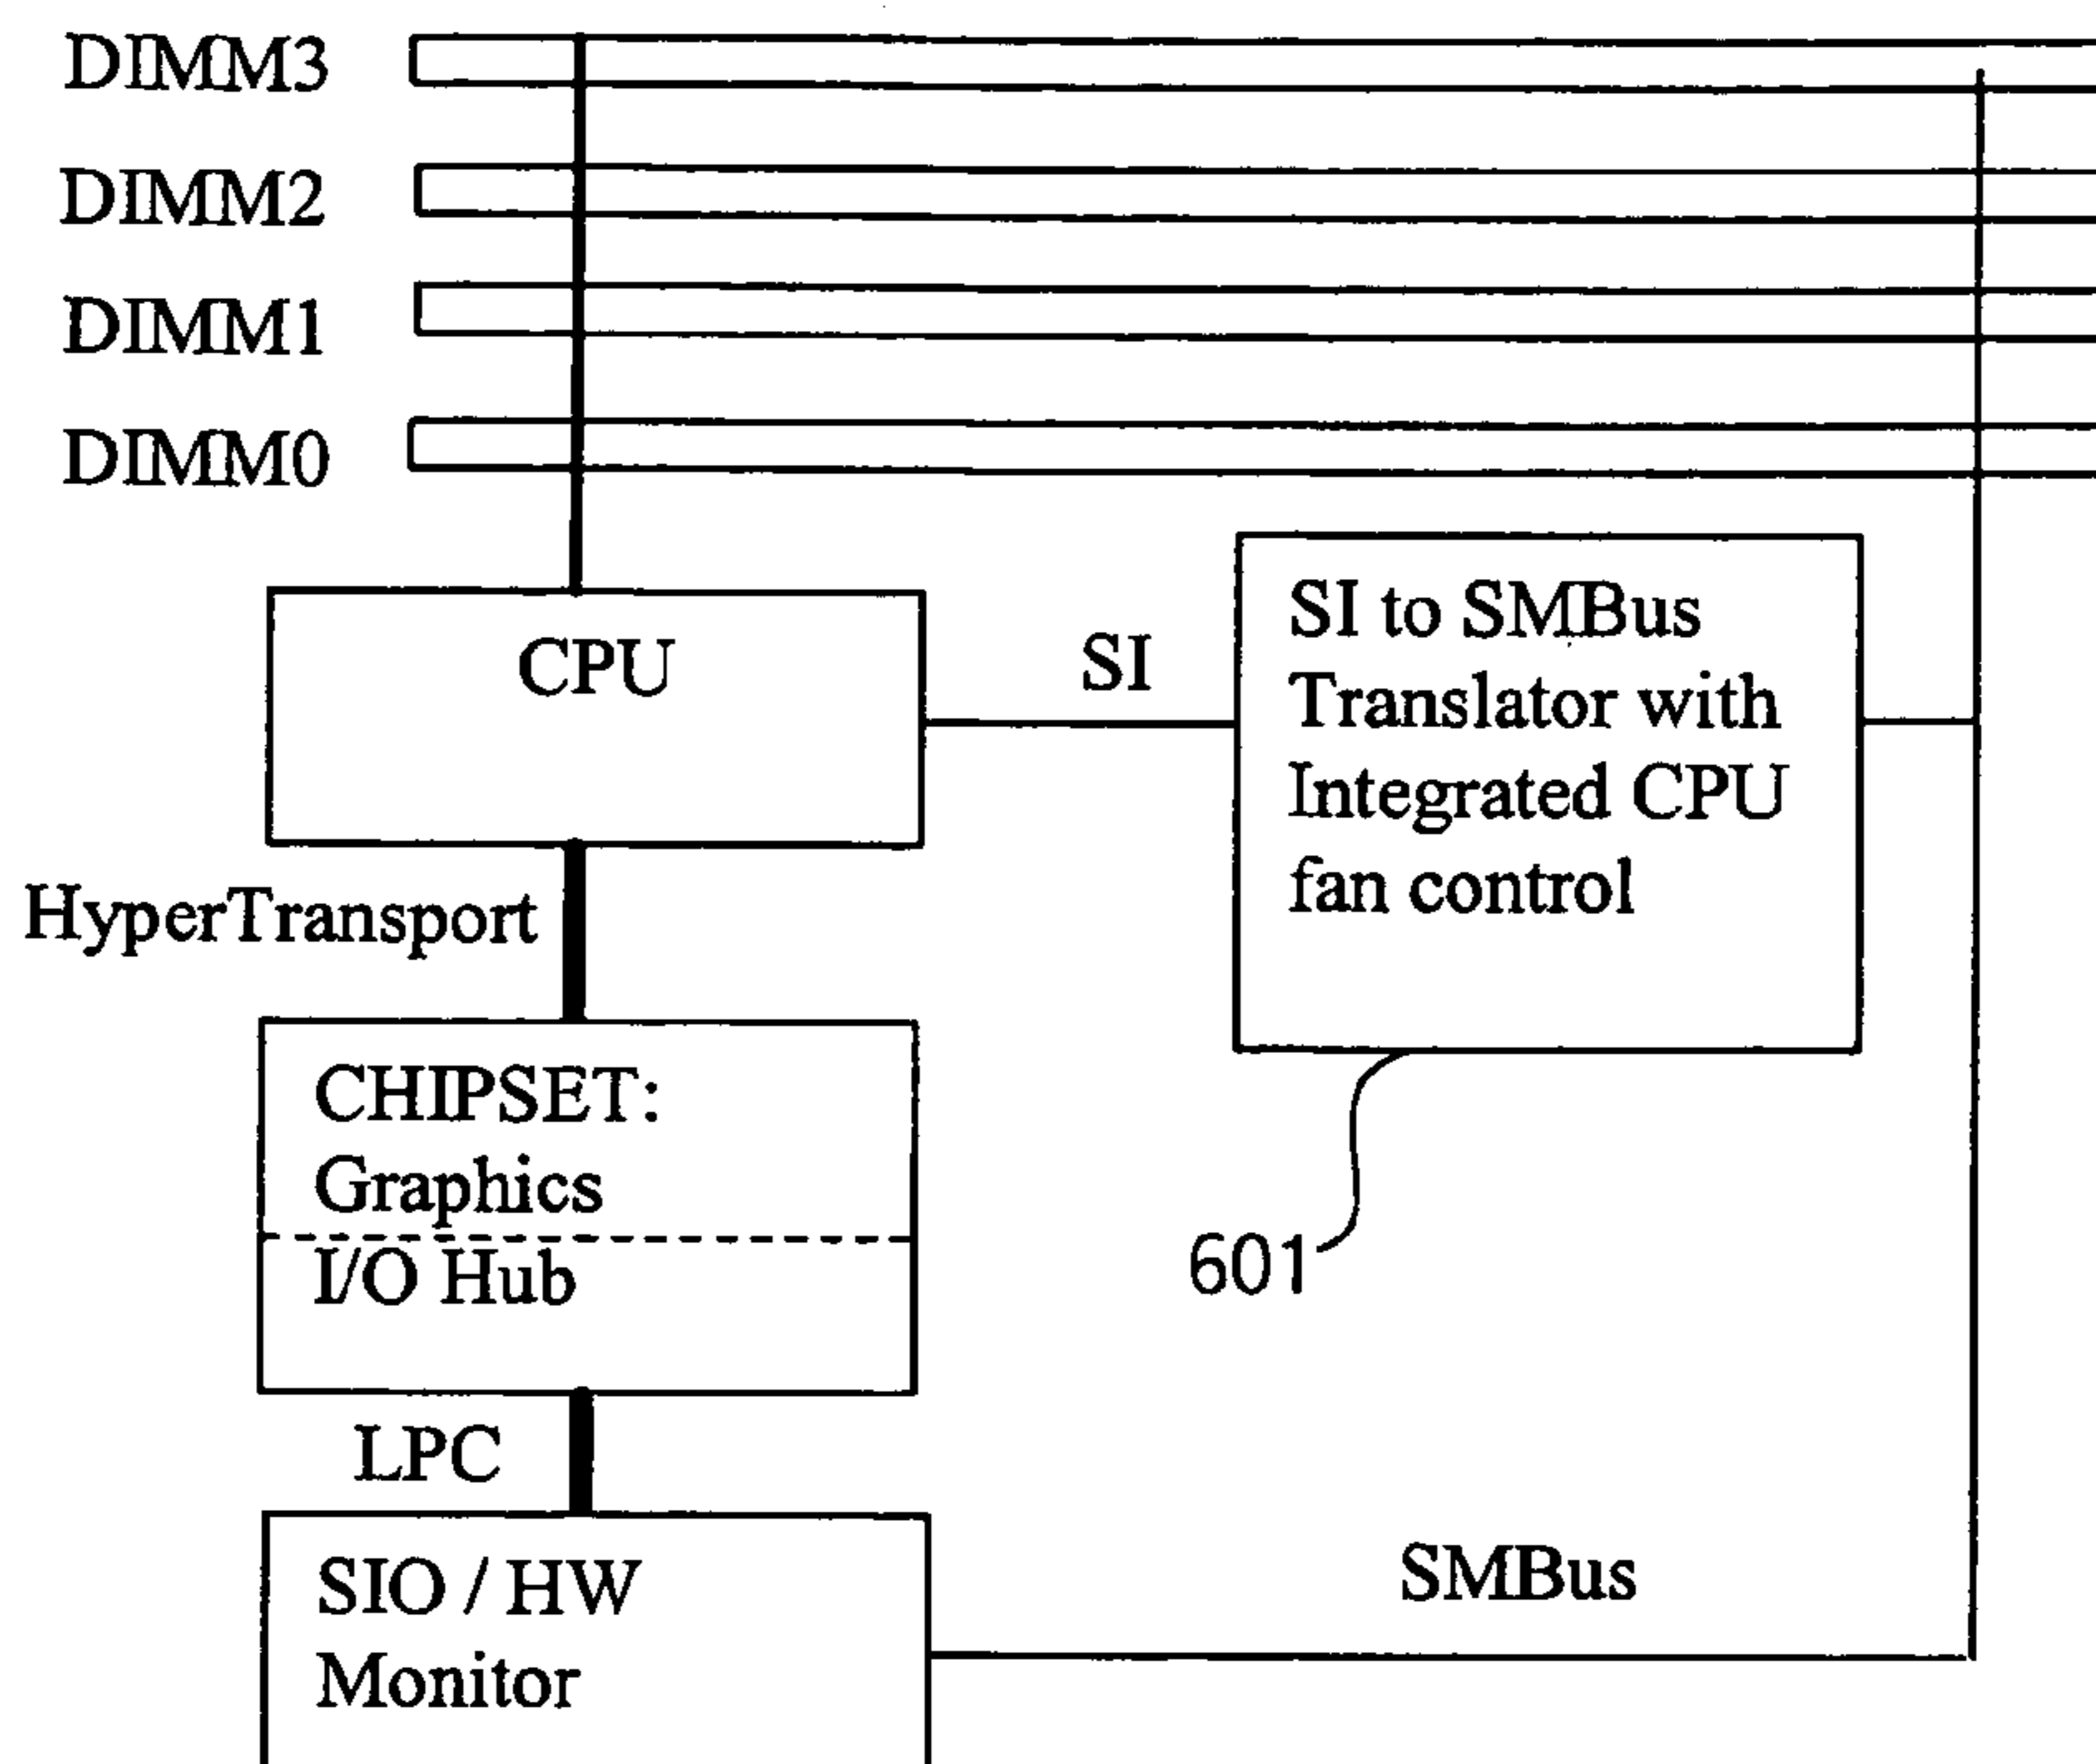 DIMM3
DIMM2
DIMM1
DIMM0
CPU
SI
SI to SMBus
Translator with
Integrated CPU
fan control
HyperTransport
CHIPSET:
Graphics
I/O Hub
601
LPC
SIO / HW
Monitor
SMBus